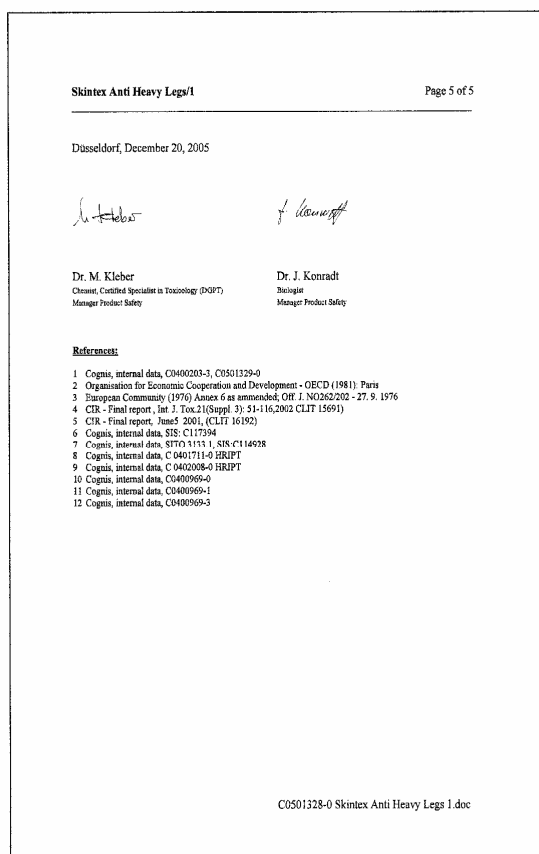 Skintex Anti Heavy Legs/1 Page 5 of 5
Düsseldorf, December 20, 2005
Dr. M. Kleber Dr. J. Konradt
Chemist, Certified Specialist in Toxicology (DGPT) Biologist
Manager Product Safety Manager Product Safety
References:
1 Cognis, internal data, C0400203-3, C0501329-0
2 Organisation for Economic Cooperation and Development - OECD (1981): Paris
3 European Community (1976) Annex 6 as ammended; Off. J. NO262/202 - 27. 9. 1976
4 CIR - Final report , Int. J. Tox.21(Suppl. 3): 51-116,2002 CLIT 15691)
5 CIR - Final report, June5 2001, (CLIT 16192)
6 Cognis, internal data, SIS: C117394
7 Cognis, internal data, SITO 3133.1, SIS:C114928
8 Cognis, internal data, C 0401711-0 HRIPT
9 Cognis, internal data, C 0402008-0 HRIPT
10 Cognis, internal data, C0400969-0
11 Cognis, internal data, C0400969-1
12 Cognis, internal data, C0400969-3
C0501328-0 Skintex Anti Heavy Legs 1.doc